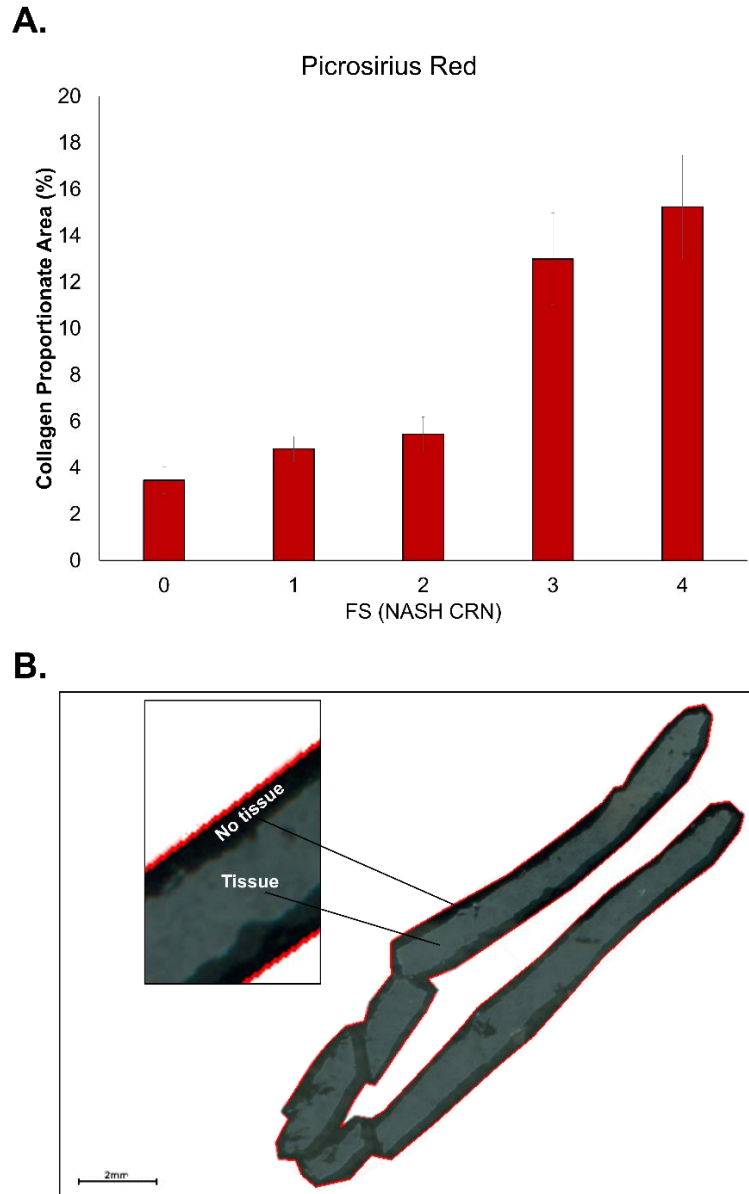 A.
Picrosirius Red
20
18
16
14
12
10
8
6
4
2
0
Collagen Proportionate Area (%)
0 1 2 3 4
FS (NASH CRN)
B.
No tissue
Tissue
2mm